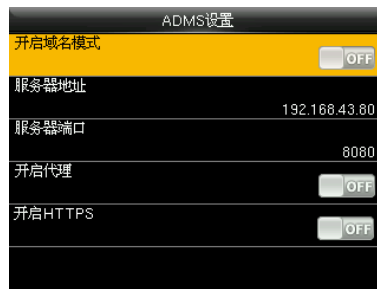 ADMS设置
开启域名模式
OFF
服务器地址
192.168.43.80
服务器端口
8080
开启代理
OFF
开启HTTPS
OFF